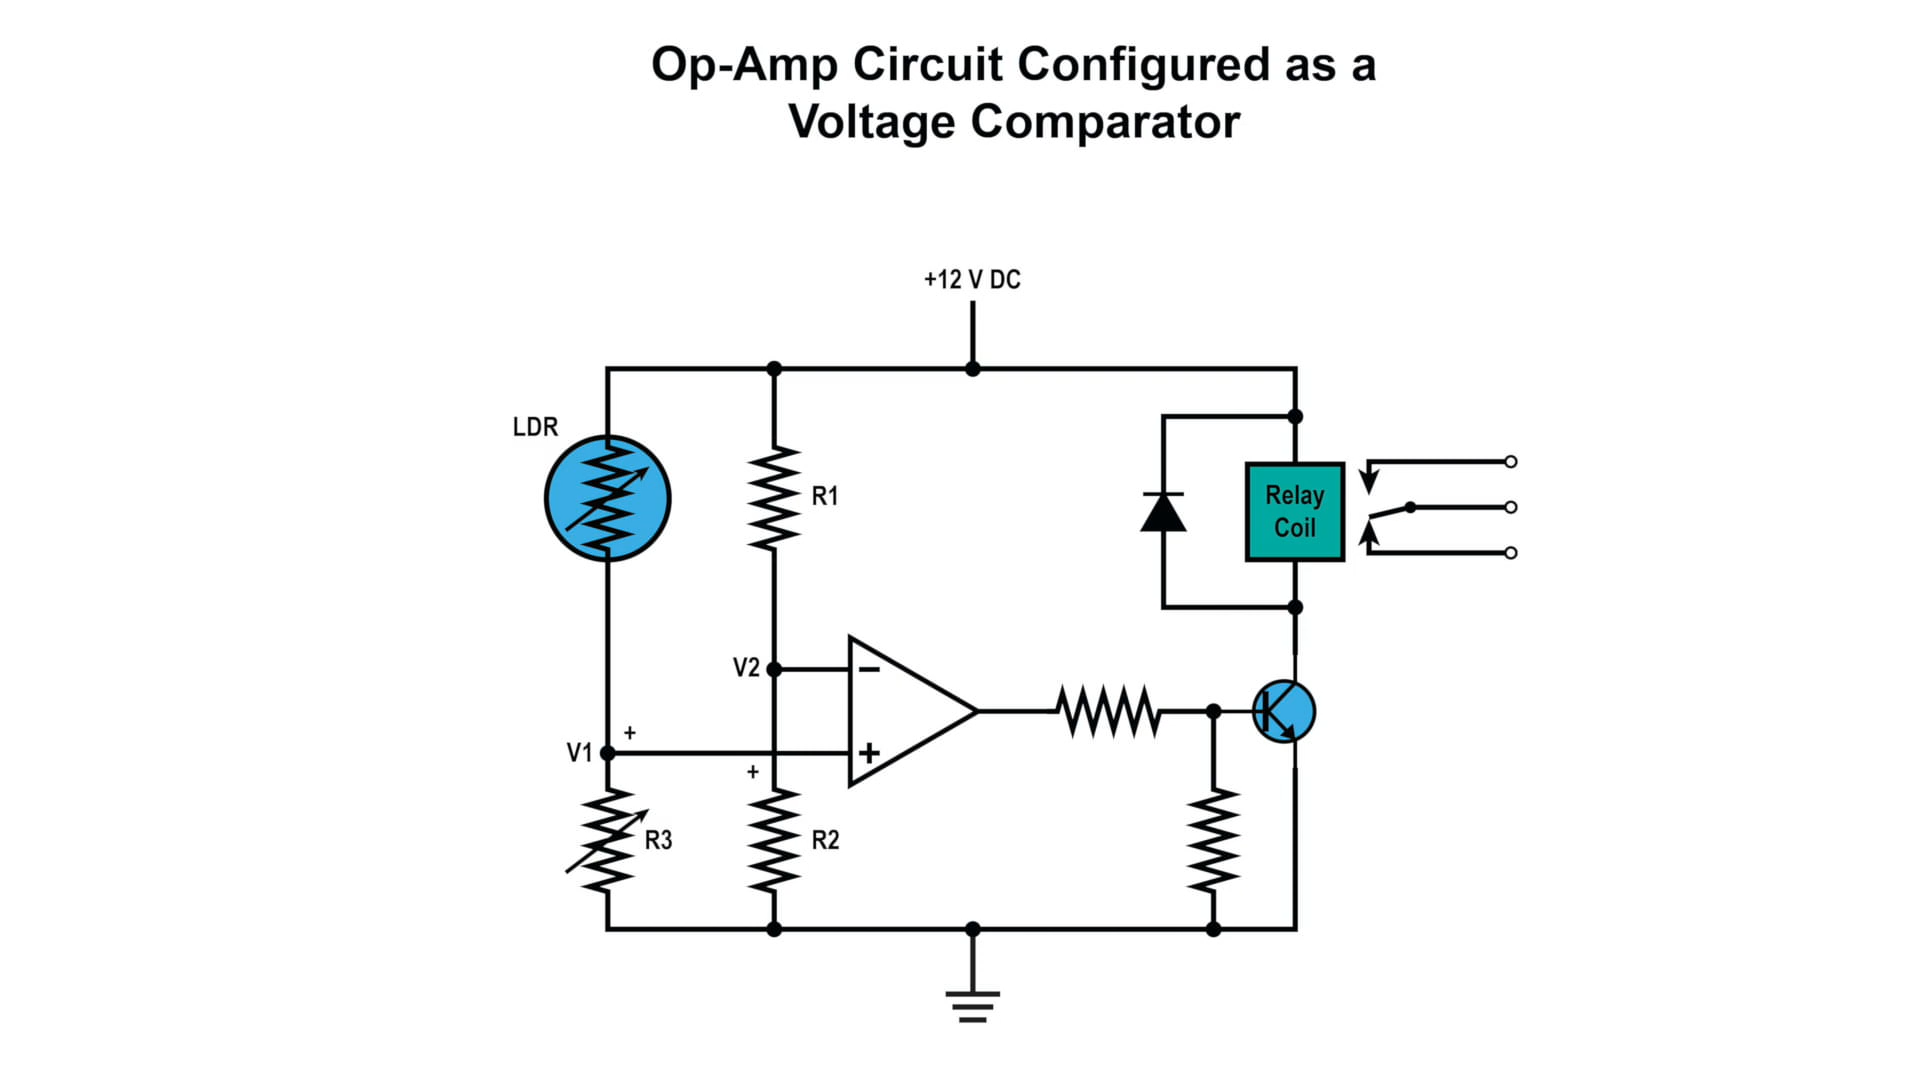 Op-Amp Circuit Configured as a
Voltage Comparator
+12 V DC
LDR
R1
Relay
Coil
V2
−
+
V1
+
+
R3
R2